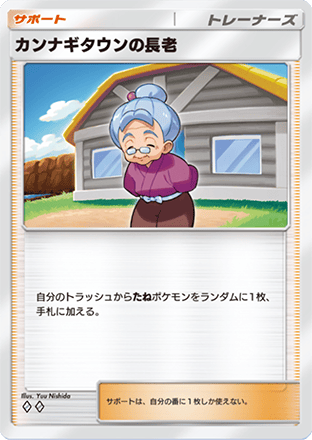 サポート
トレーナーズ
カンナギタウンの長老
自分のトラッシュからたねポケモンをランダムに1枚、
手札に加える。
Illus. You Nishida
サポートは、自分の番に1枚しか使えない。